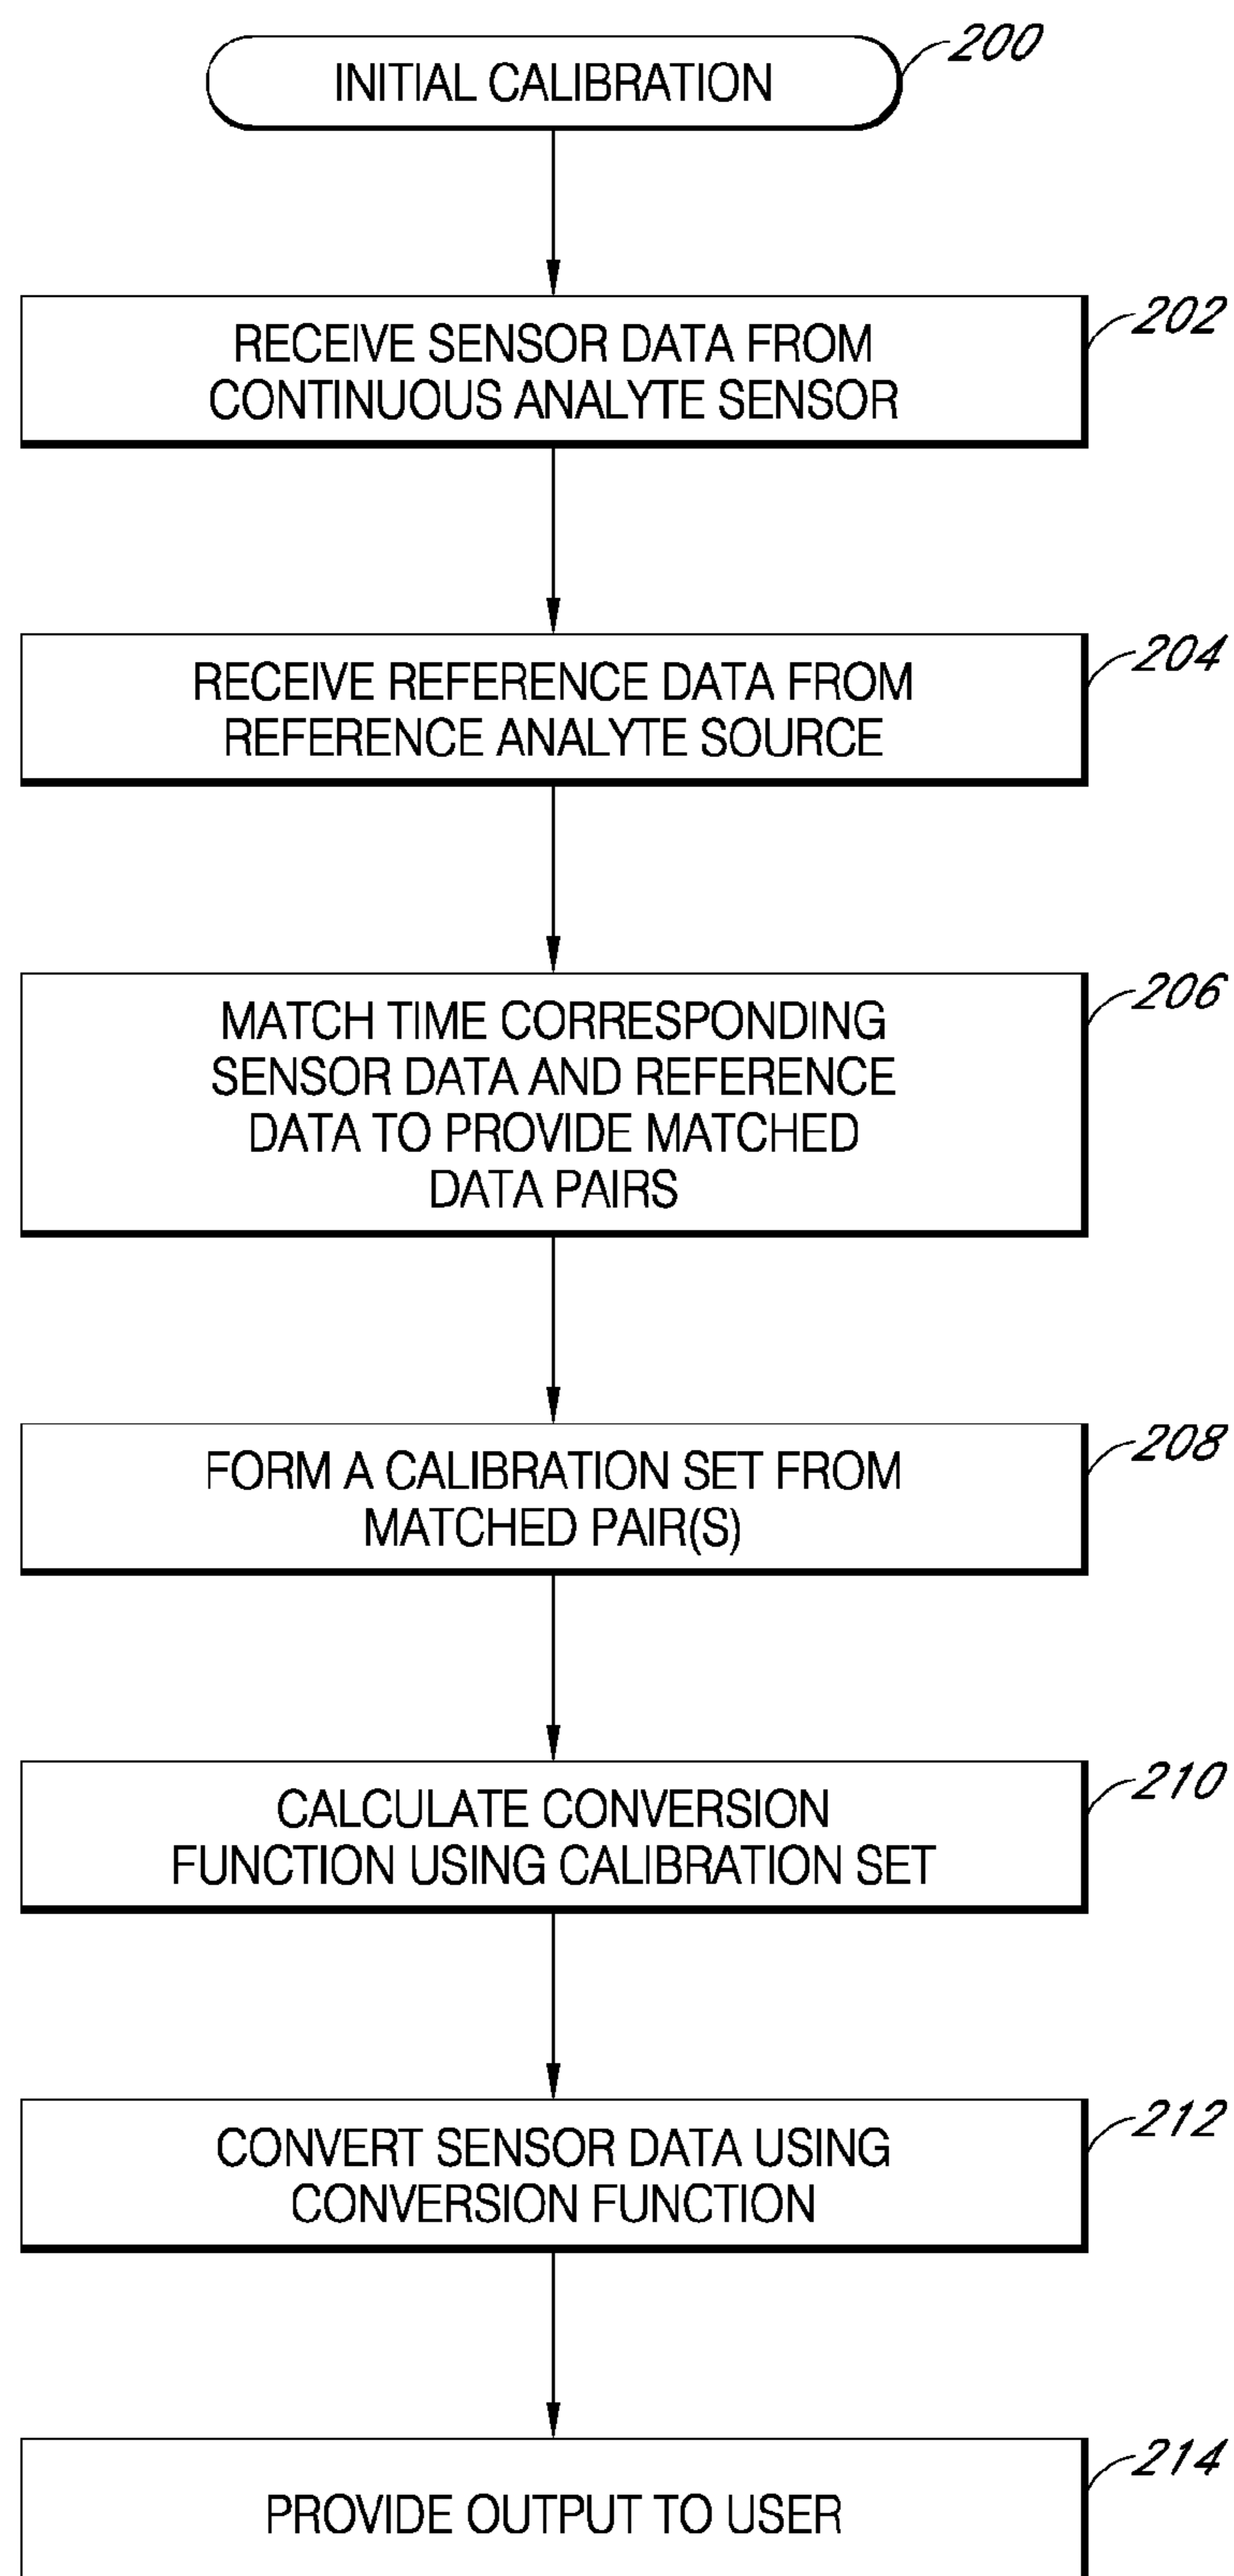 INITIAL CALIBRATION
200
RECEIVE SENSOR DATA FROM
CONTINUOUS ANALYTE SENSOR
202
RECEIVE REFERENCE DATA FROM
REFERENCE ANALYTE SOURCE
204
MATCH TIME CORRESPONDING
SENSOR DATA AND REFERENCE
DATA TO PROVIDE MATCHED
DATA PAIRS
206
FORM A CALIBRATION SET FROM
MATCHED PAIR(S)
208
CALCULATE CONVERSION
FUNCTION USING CALIBRATION SET
210
CONVERT SENSOR DATA USING
CONVERSION FUNCTION
212
PROVIDE OUTPUT TO USER
214